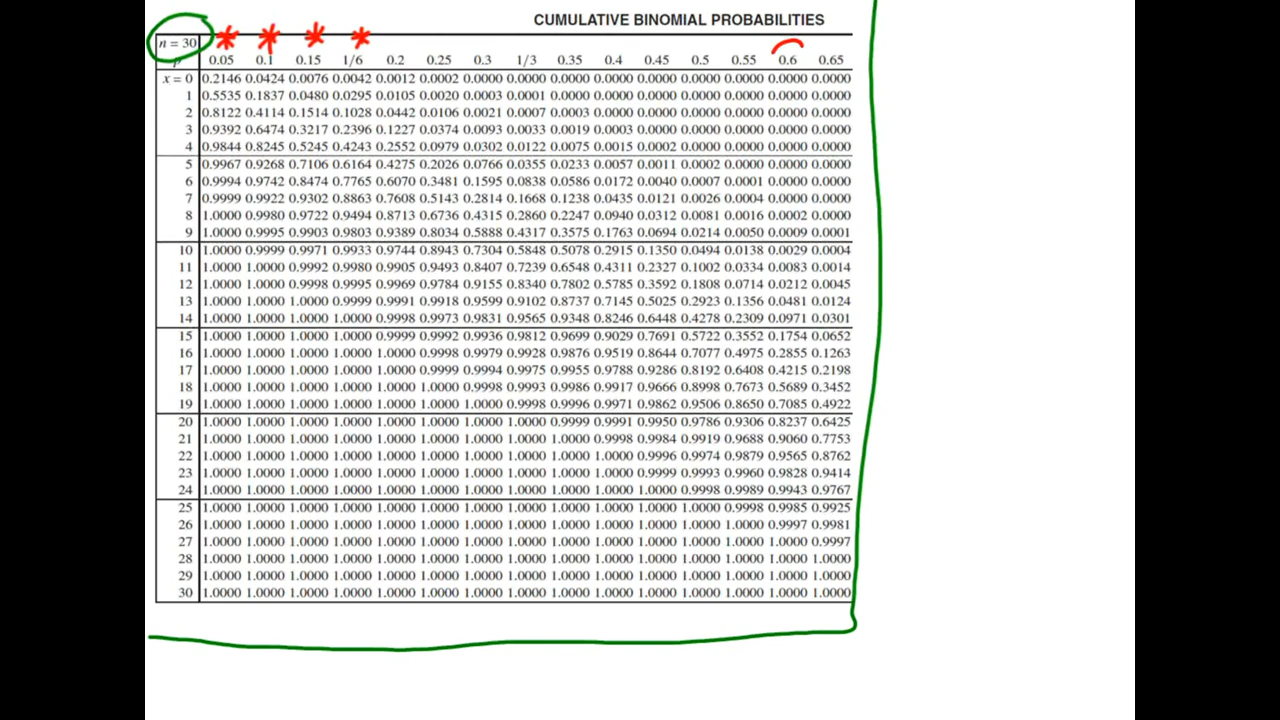 CUMULATIVE BINOMIAL PROBABILITIES
n = 30
p 0.05 0.1 0.15 1/6 0.2 0.25 0.3 1/3 0.35 0.4 0.45 0.5 0.55 0.6 0.65
x = 0 0.2146 0.0424 0.0076 0.0042 0.0012 0.0002 0.0000 0.0000 0.0000 0.0000 0.0000 0.0000 0.0000 0.0000 0.0000
1 0.5535 0.1837 0.0480 0.0295 0.0105 0.0020 0.0003 0.0001 0.0000 0.0000 0.0000 0.0000 0.0000 0.0000 0.0000
2 0.8122 0.4114 0.1514 0.1028 0.0442 0.0106 0.0021 0.0007 0.0003 0.0000 0.0000 0.0000 0.0000 0.0000 0.0000
3 0.9392 0.6474 0.3217 0.2396 0.1227 0.0374 0.0093 0.0033 0.0019 0.0003 0.0000 0.0000 0.0000 0.0000 0.0000
4 0.9844 0.8245 0.5245 0.4243 0.2552 0.0979 0.0302 0.0122 0.0075 0.0015 0.0002 0.0000 0.0000 0.0000 0.0000
5 0.9967 0.9268 0.7106 0.6164 0.4275 0.2026 0.0766 0.0355 0.0233 0.0057 0.0011 0.0002 0.0000 0.0000 0.0000
6 0.9994 0.9742 0.8474 0.7765 0.6070 0.3481 0.1595 0.0838 0.0586 0.0172 0.0040 0.0007 0.0001 0.0000 0.0000
7 0.9999 0.9922 0.9302 0.8863 0.7608 0.5143 0.2814 0.1668 0.1238 0.0435 0.0121 0.0026 0.0004 0.0000 0.0000
8 1.0000 0.9980 0.9722 0.9494 0.8713 0.6736 0.4315 0.2860 0.2247 0.0940 0.0312 0.0081 0.0016 0.0002 0.0000
9 1.0000 0.9995 0.9903 0.9803 0.9389 0.8034 0.5888 0.4317 0.3575 0.1763 0.0694 0.0214 0.0050 0.0009 0.0001
10 1.0000 0.9999 0.9971 0.9933 0.9744 0.8943 0.7304 0.5848 0.5078 0.2915 0.1350 0.0494 0.0138 0.0029 0.0004
11 1.0000 1.0000 0.9992 0.9980 0.9905 0.9493 0.8407 0.7239 0.6548 0.4311 0.2327 0.1002 0.0334 0.0083 0.0014
12 1.0000 1.0000 0.9998 0.9995 0.9969 0.9784 0.9155 0.8340 0.7802 0.5785 0.3592 0.1808 0.0714 0.0212 0.0045
13 1.0000 1.0000 1.0000 0.9999 0.9991 0.9918 0.9599 0.9102 0.8737 0.7145 0.5025 0.2923 0.1356 0.0481 0.0124
14 1.0000 1.0000 1.0000 1.0000 0.9998 0.9973 0.9831 0.9565 0.9348 0.8246 0.6448 0.4278 0.2309 0.0971 0.0301
15 1.0000 1.0000 1.0000 1.0000 0.9999 0.9992 0.9936 0.9812 0.9699 0.9029 0.7691 0.5722 0.3552 0.1754 0.0652
16 1.0000 1.0000 1.0000 1.0000 1.0000 0.9998 0.9979 0.9928 0.9876 0.9519 0.8644 0.7077 0.4975 0.2855 0.1263
17 1.0000 1.0000 1.0000 1.0000 1.0000 0.9999 0.9994 0.9975 0.9955 0.9788 0.9286 0.8192 0.6408 0.4215 0.2198
18 1.0000 1.0000 1.0000 1.0000 1.0000 1.0000 0.9998 0.9993 0.9986 0.9917 0.9666 0.8998 0.7673 0.5689 0.3452
19 1.0000 1.0000 1.0000 1.0000 1.0000 1.0000 1.0000 0.9998 0.9996 0.9971 0.9862 0.9506 0.8650 0.7085 0.4922
20 1.0000 1.0000 1.0000 1.0000 1.0000 1.0000 1.0000 1.0000 0.9999 0.9991 0.9950 0.9786 0.9306 0.8237 0.6425
21 1.0000 1.0000 1.0000 1.0000 1.0000 1.0000 1.0000 1.0000 1.0000 0.9998 0.9984 0.9919 0.9688 0.9060 0.7753
22 1.0000 1.0000 1.0000 1.0000 1.0000 1.0000 1.0000 1.0000 1.0000 1.0000 0.9996 0.9974 0.9879 0.9565 0.8762
23 1.0000 1.0000 1.0000 1.0000 1.0000 1.0000 1.0000 1.0000 1.0000 1.0000 0.9999 0.9993 0.9960 0.9828 0.9414
24 1.0000 1.0000 1.0000 1.0000 1.0000 1.0000 1.0000 1.0000 1.0000 1.0000 1.0000 0.9998 0.9989 0.9943 0.9767
25 1.0000 1.0000 1.0000 1.0000 1.0000 1.0000 1.0000 1.0000 1.0000 1.0000 1.0000 1.0000 0.9998 0.9985 0.9925
26 1.0000 1.0000 1.0000 1.0000 1.0000 1.0000 1.0000 1.0000 1.0000 1.0000 1.0000 1.0000 1.0000 0.9997 0.9981
27 1.0000 1.0000 1.0000 1.0000 1.0000 1.0000 1.0000 1.0000 1.0000 1.0000 1.0000 1.0000 1.0000 1.0000 0.9997
28 1.0000 1.0000 1.0000 1.0000 1.0000 1.0000 1.0000 1.0000 1.0000 1.0000 1.0000 1.0000 1.0000 1.0000 1.0000
29 1.0000 1.0000 1.0000 1.0000 1.0000 1.0000 1.0000 1.0000 1.0000 1.0000 1.0000 1.0000 1.0000 1.0000 1.0000
30 1.0000 1.0000 1.0000 1.0000 1.0000 1.0000 1.0000 1.0000 1.0000 1.0000 1.0000 1.0000 1.0000 1.0000 1.0000